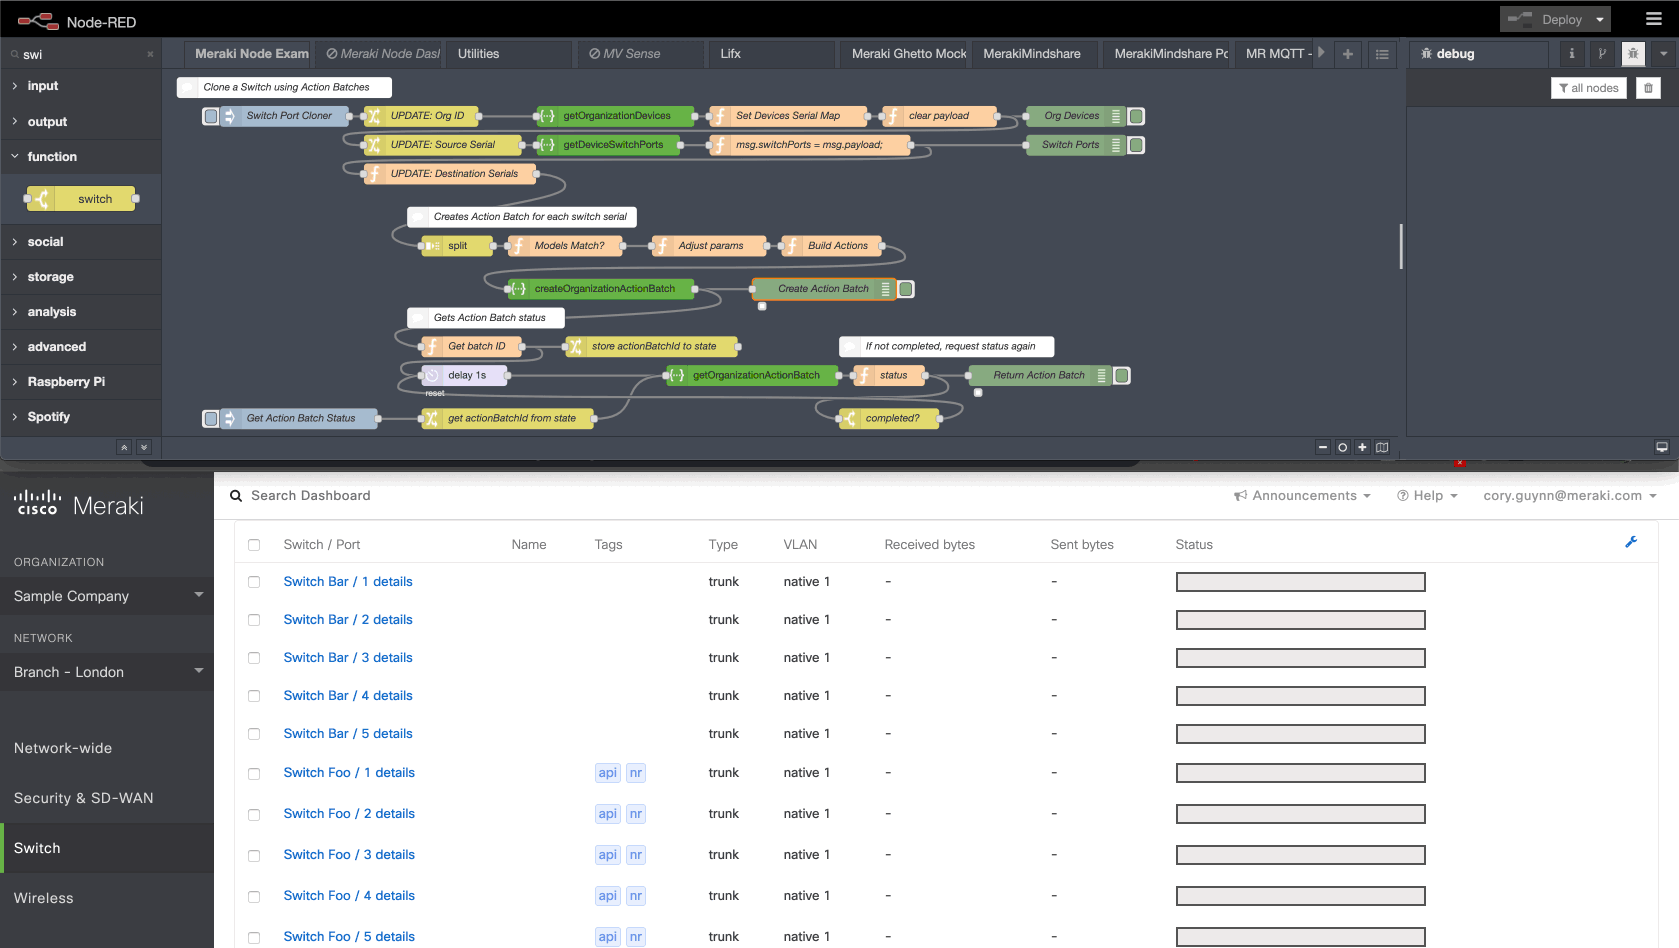 Node-RED
Deploy
swi
Meraki Node Exam
Meraki Node Dasl
Utilities
MV Sense
Lifx
Meraki Ghetto Mock
MerakiMindshare
MerakiMindshare Pc
MR MQTT -
debug
all nodes
input
output
function
switch
social
storage
analysis
advanced
Raspberry Pi
Spotify
Clone a Switch using Action Batches
Switch Port Cloner
UPDATE: Org ID
getOrganizationDevices
Set Devices Serial Map
clear payload
Org Devices
UPDATE: Source Serial
getDeviceSwitchPorts
msg.switchPorts = msg.payload;
Switch Ports
UPDATE: Destination Serials
Creates Action Batch for each switch serial
split
Models Match?
Adjust params
Build Actions
createOrganizationActionBatch
Create Action Batch
Gets Action Batch status
Get batch ID
store actionBatchId to state
If not completed, request status again
delay 1s
getOrganizationActionBatch
status
Return Action Batch
reset
Get Action Batch Status
get actionBatchId from state
completed?
cisco Meraki
Search Dashboard
Announcements
Help
cory.guynn@meraki.com
ORGANIZATION
Sample Company
NETWORK
Branch - London
Network-wide
Security & SD-WAN
Switch
Wireless
Switch / Port Name Tags Type VLAN Received bytes Sent bytes Status
Switch Bar / 1 details trunk native 1 - -
Switch Bar / 2 details trunk native 1 - -
Switch Bar / 3 details trunk native 1 - -
Switch Bar / 4 details trunk native 1 - -
Switch Bar / 5 details trunk native 1 - -
Switch Foo / 1 details api nr trunk native 1 - -
Switch Foo / 2 details api nr trunk native 1 - -
Switch Foo / 3 details api nr trunk native 1 - -
Switch Foo / 4 details api nr trunk native 1 - -
Switch Foo / 5 details api nr trunk native 1 - -